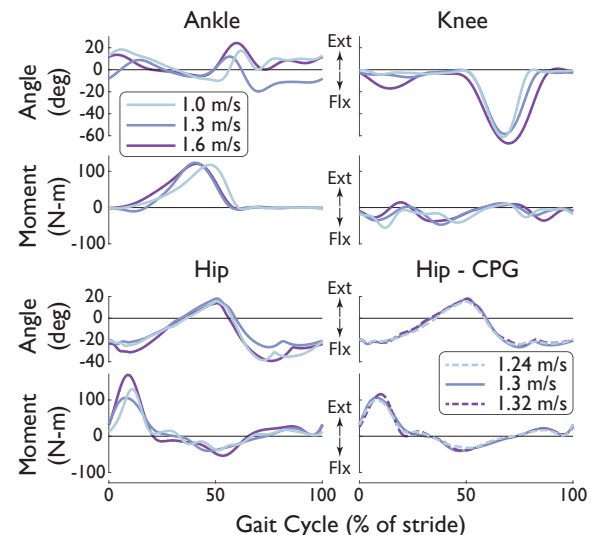 Ankle
Knee
Angle
(deg)
20
0
-20
-40
-60
1.0 m/s
1.3 m/s
1.6 m/s
Ext
Flx
Moment
(N-m)
100
0
-100
Ext
Flx
Hip
Hip - CPG
Angle
(deg)
20
0
-20
-40
Ext
Flx
1.24 m/s
1.3 m/s
1.32 m/s
Moment
(N-m)
100
0
-100
Ext
Flx
0 50 100
0 50 100
Gait Cycle (% of stride)